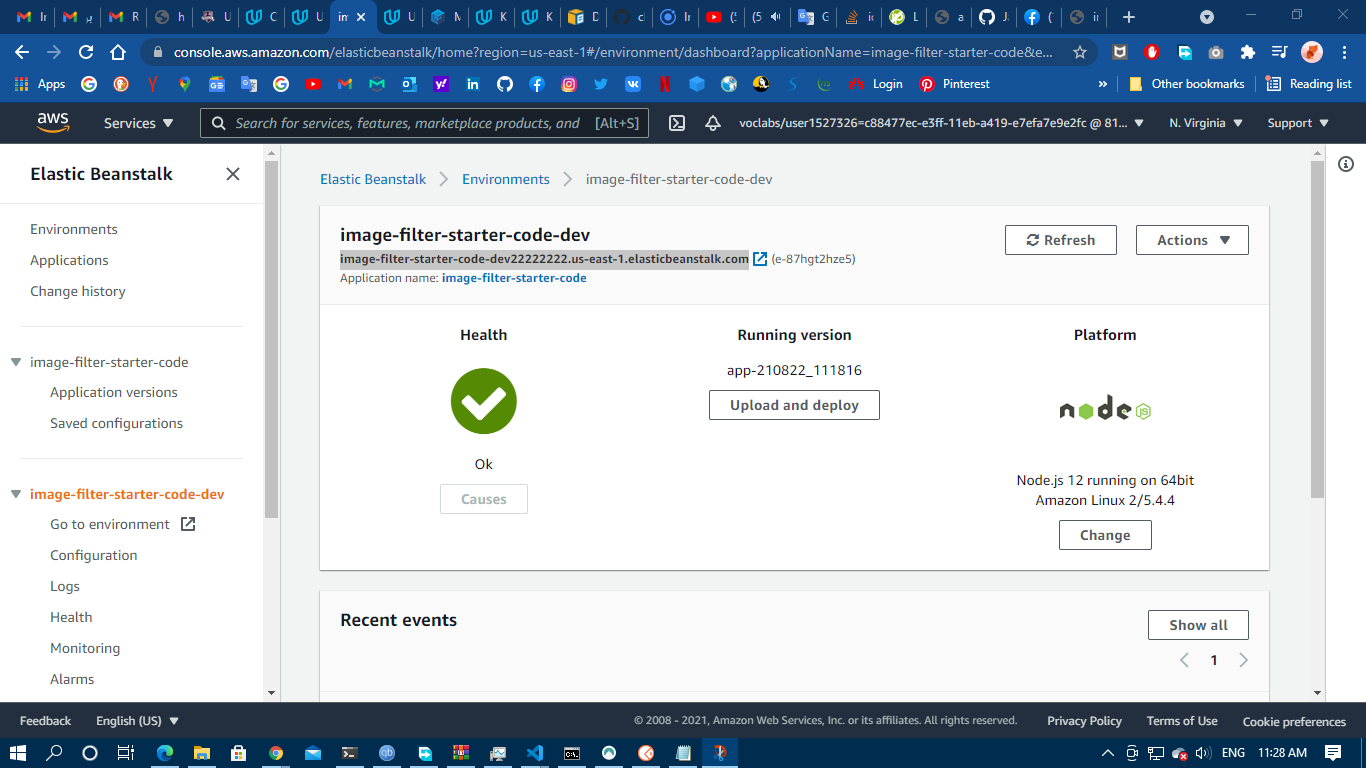 console.aws.amazon.com/elasticbeanstalk/home?region=us-east-1#/environment/dashboard?applicationName=image-filter-starter-code&e...
Apps
Login
Pinterest
»
Other bookmarks
Reading list
aws
Services
Search for services, features, marketplace products, and
[Alt+S]
voclabs/user1527326=c88477ec-e3ff-11eb-a419-e7efa7e9e2fc @ 81...
N. Virginia
Support
Elastic Beanstalk
Environments
Applications
Change history
image-filter-starter-code
Application versions
Saved configurations
image-filter-starter-code-dev
Go to environment
Configuration
Logs
Health
Monitoring
Alarms
Elastic Beanstalk
Environments
image-filter-starter-code-dev
image-filter-starter-code-dev
image-filter-starter-code-dev22222222.us-east-1.elasticbeanstalk.com (e-87hgt2hze5)
Application name: image-filter-starter-code
Refresh
Actions
Health
Ok
Causes
Running version
app-210822_111816
Upload and deploy
Platform
node JS
Node.js 12 running on 64bit
Amazon Linux 2/5.4.4
Change
Recent events
Show all
1
Feedback
English (US)
© 2008 - 2021, Amazon Web Services, Inc. or its affiliates. All rights reserved.
Privacy Policy
Terms of Use
Cookie preferences
ENG
11:28 AM